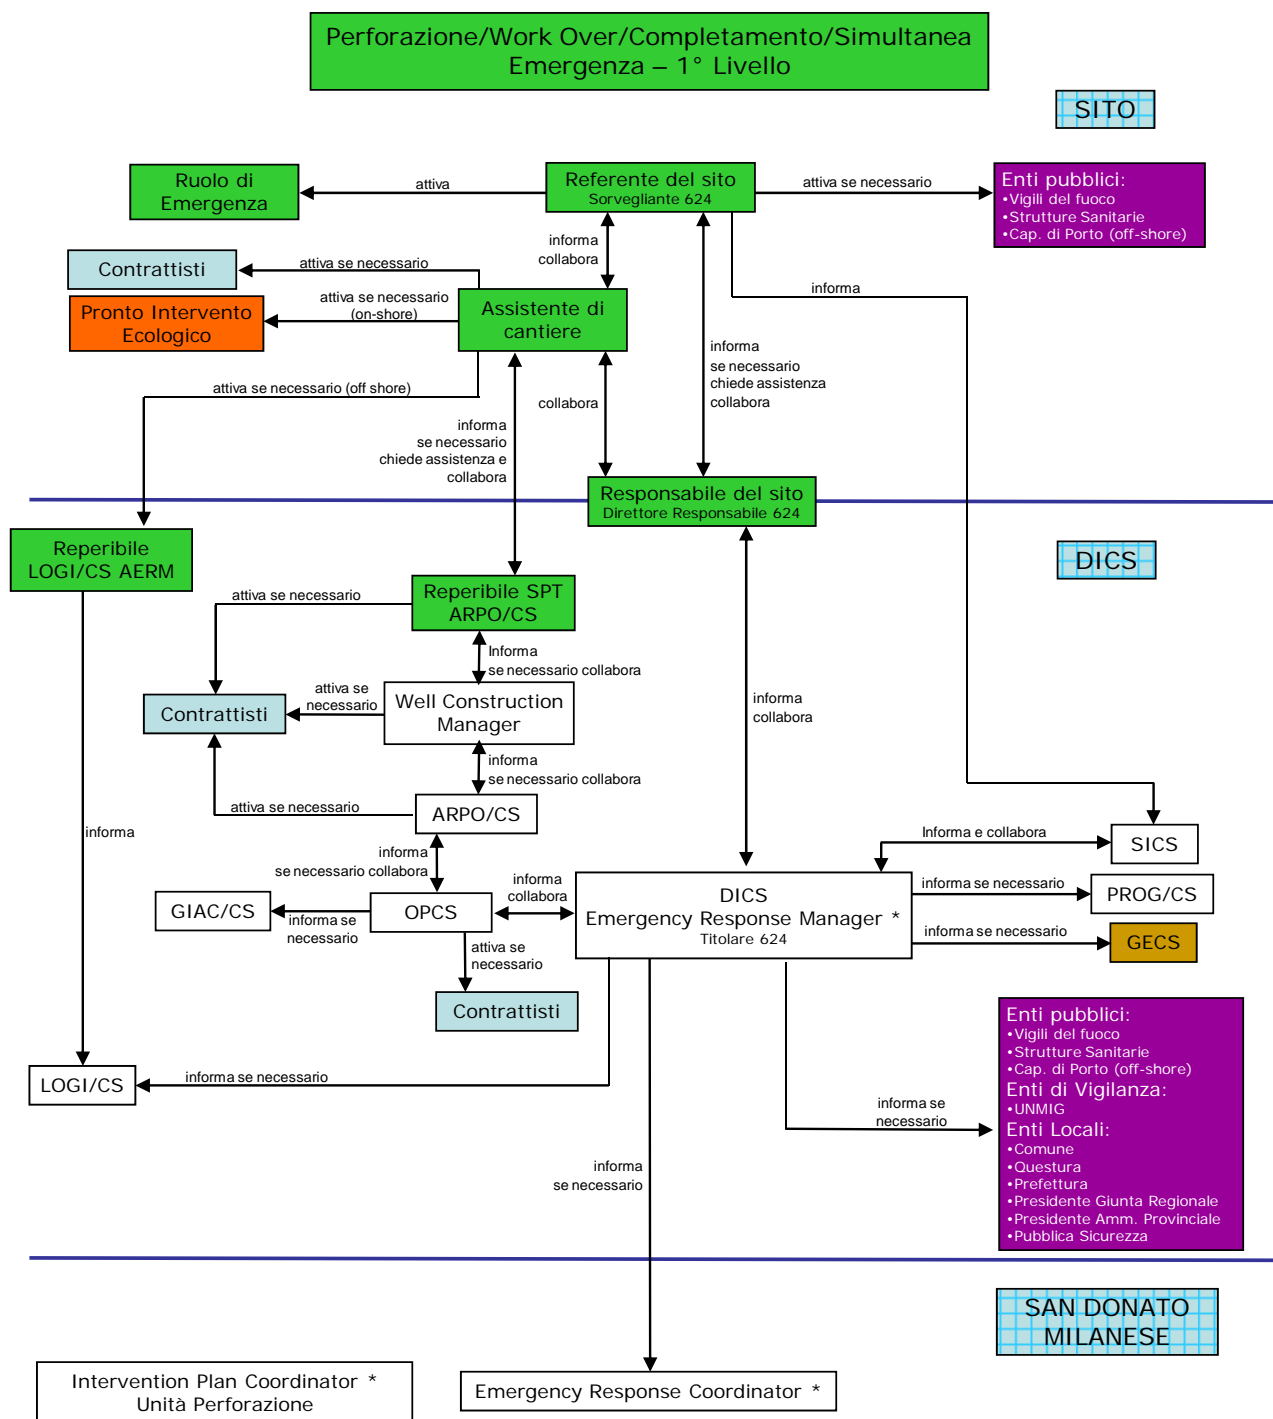 Perforazione/Work Over/Completamento/Simultanea
Emergenza – 1° Livello
SITO
Ruolo di
Emergenza
attiva
Referente del sito
Sorvegliante 624
attiva se necessario
Enti pubblici:
•Vigili del fuoco
•Strutture Sanitarie
•Cap. di Porto (off-shore)
informa
collabora
Contrattisti
attiva se necessario
informa
Pronto Intervento
Ecologico
attiva se necessario
(on-shore)
Assistente di
cantiere
informa
se necessario
chiede assistenza
collabora
attiva se necessario (off shore)
collabora
informa
se necessario
chiede assistenza e
collabora
Responsabile del sito
Direttore Responsabile 624
Reperibile
LOGI/CS AERM
DICS
attiva se necessario
Reperibile SPT
ARPO/CS
Informa
se necessario collabora
Contrattisti
attiva se
necessario
Well Construction
Manager
informa
collabora
informa
se necessario collabora
attiva se necessario
ARPO/CS
informa
informa
se necessario collabora
Informa e collabora
SICS
GIAC/CS
informa se
necessario
OPCS
informa
collabora
DICS
Emergency Response Manager *
Titolare 624
informa se necessario
PROG/CS
informa se necessario
GECS
attiva se
necessario
Contrattisti
LOGI/CS
informa se necessario
informa se
necessario
Enti pubblici:
•Vigili del fuoco
•Strutture Sanitarie
•Cap. di Porto (off-shore)
Enti di Vigilanza:
•UNMIG
Enti Locali:
•Comune
•Questura
•Prefettura
•Presidente Giunta Regionale
•Presidente Amm. Provinciale
•Pubblica Sicurezza
informa
se necessario
SAN DONATO
MILANESE
Intervention Plan Coordinator *
Unità Perforazione
Emergency Response Coordinator *